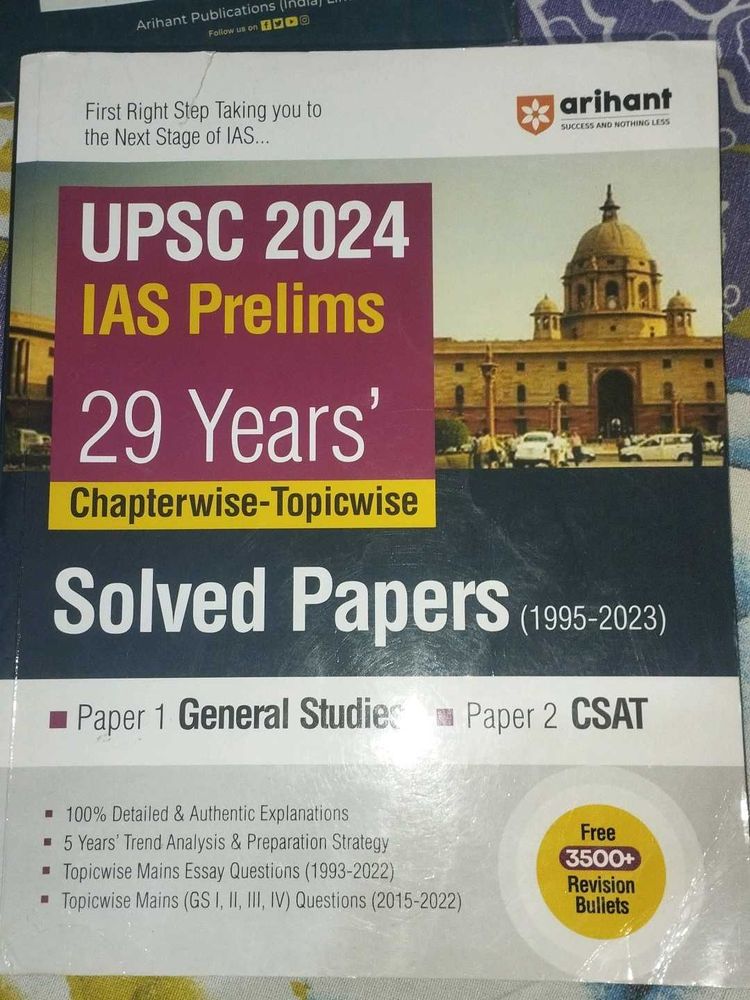 Arihant Publications (India) Lim
Follow us on
First Right Step Taking you to
the Next Stage of IAS...
arihant
SUCCESS AND NOTHING LESS
UPSC 2024
IAS Prelims
29 Years’
Chapterwise-Topicwise
Solved Papers (1995-2023)
Paper 1 General Studies
Paper 2 CSAT
100% Detailed & Authentic Explanations
5 Years’ Trend Analysis & Preparation Strategy
Topicwise Mains Essay Questions (1993-2022)
Topicwise Mains (GS I, II, III, IV) Questions (2015-2022)
Free
3500+
Revision
Bullets